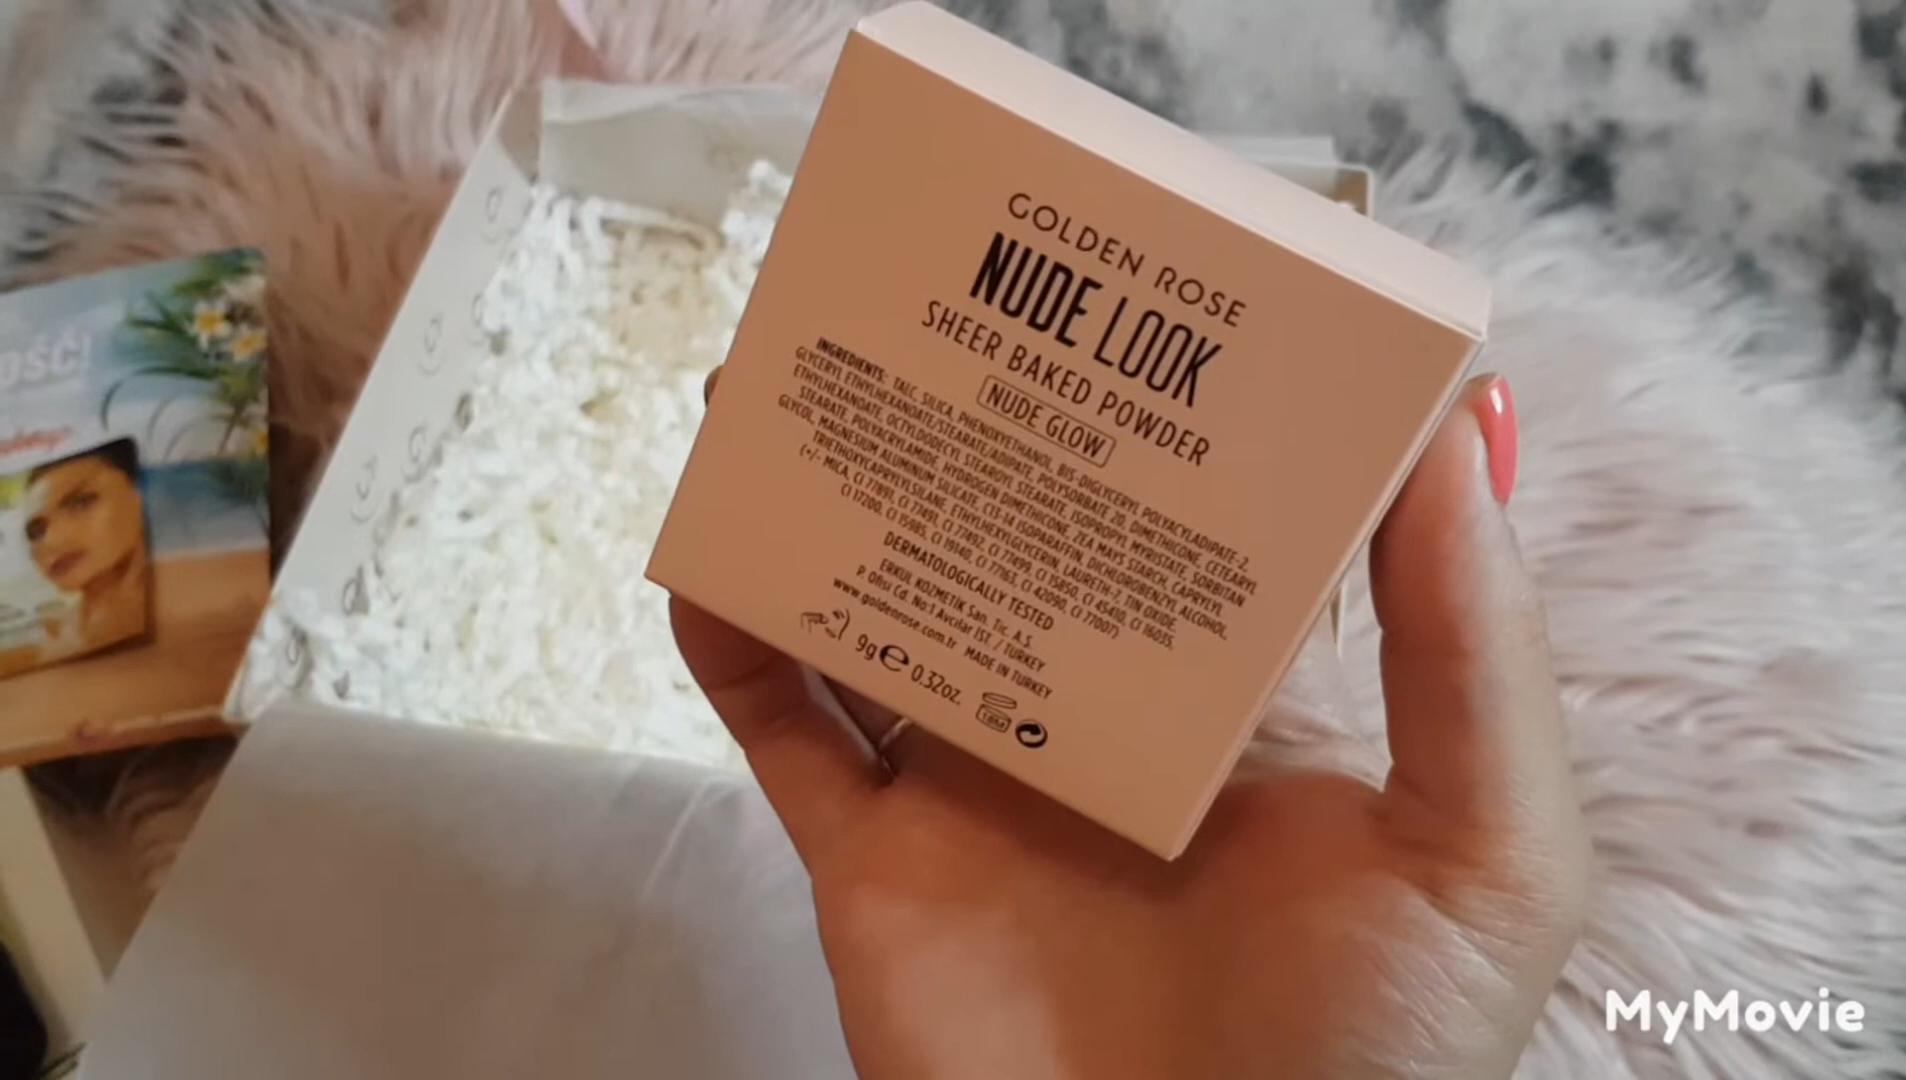 GOLDEN ROSE
NUDE LOOK
SHEER BAKED POWDER
NUDE GLOW
INGREDIENTS: TALC, SILICA, PHENOXYETHANOL, BIS-DIGLYCERYL POLYACYLADIPATE-2,
GLYCERYL ETHYLHEXANOATE/STEARATE/ADIPATE, POLYSORBATE 20, DIMETHICONE, CETEARYL
ETHYLHEXANOATE, OCTYLDODECYL STEAROYL STEARATE, ISOPROPYL MYRISTATE, SORBITAN
STEARATE, POLYACRYLAMIDE, HYDROGEN DIMETHICONE, ZEA MAYS STARCH, CAPRYLYL
GLYCOL, MAGNESIUM ALUMINUM SILICATE, C13-14 ISOPARAFFIN, DICHLOROBENZYL ALCOHOL,
TRIETHOXYCAPRYLYLSILANE, ETHYLHEXYLGLYCERIN, LAURETH-7, TIN OXIDE.
(+/- MICA, CI 77891, CI 77491, CI 77492, CI 77499, CI 15850, CI 45410, CI 16035,
CI 17200, CI 15985, CI 19140, CI 77163, CI 42090, CI 77007)
DERMATOLOGICALLY TESTED
ERKUL KOZMETİK San. Tic. A.S.
P. Ofisi Cd. No:1 Avcılar İST. / TURKEY
www.goldenrose.com.tr MADE IN TURKEY
9g e 0.32oz.
18M
OŚĆ!
MyMovie